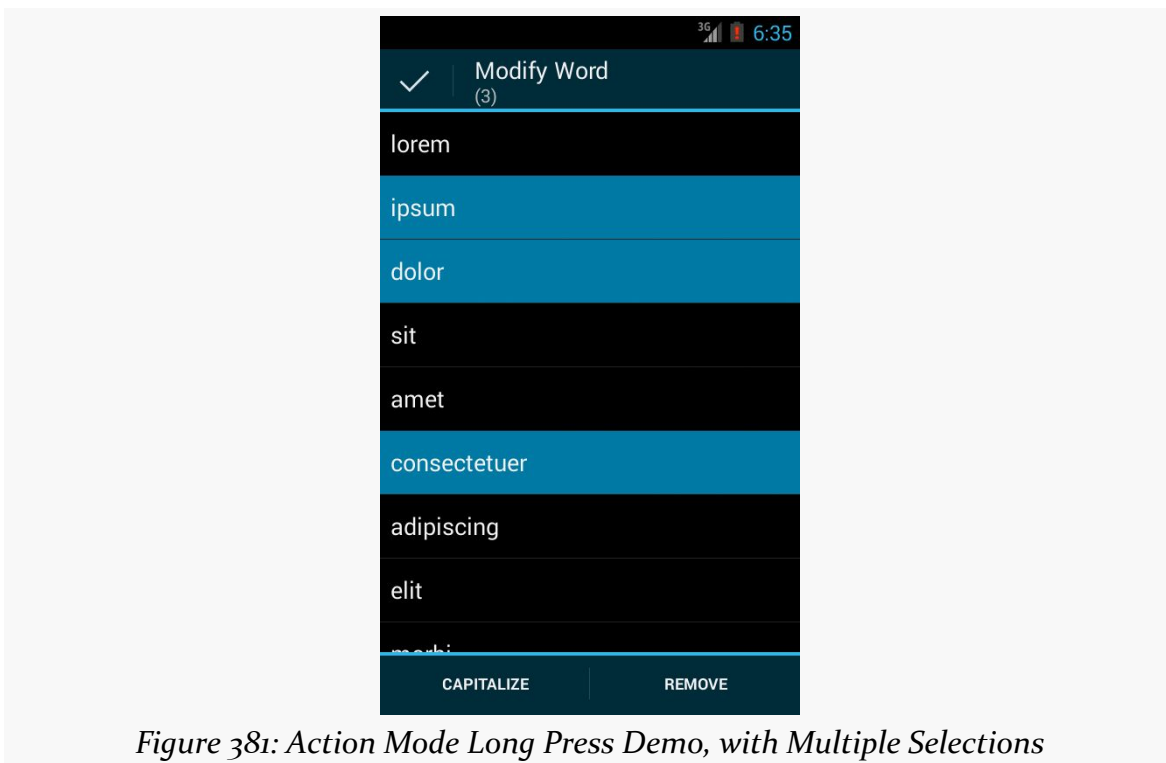 3G 6:35
Modify Word
(3)
lorem
ipsum
dolor
sit
amet
consectetuer
adipiscing
elit
morbi
CAPITALIZE REMOVE
Figure 381: Action Mode Long Press Demo, with Multiple Selections